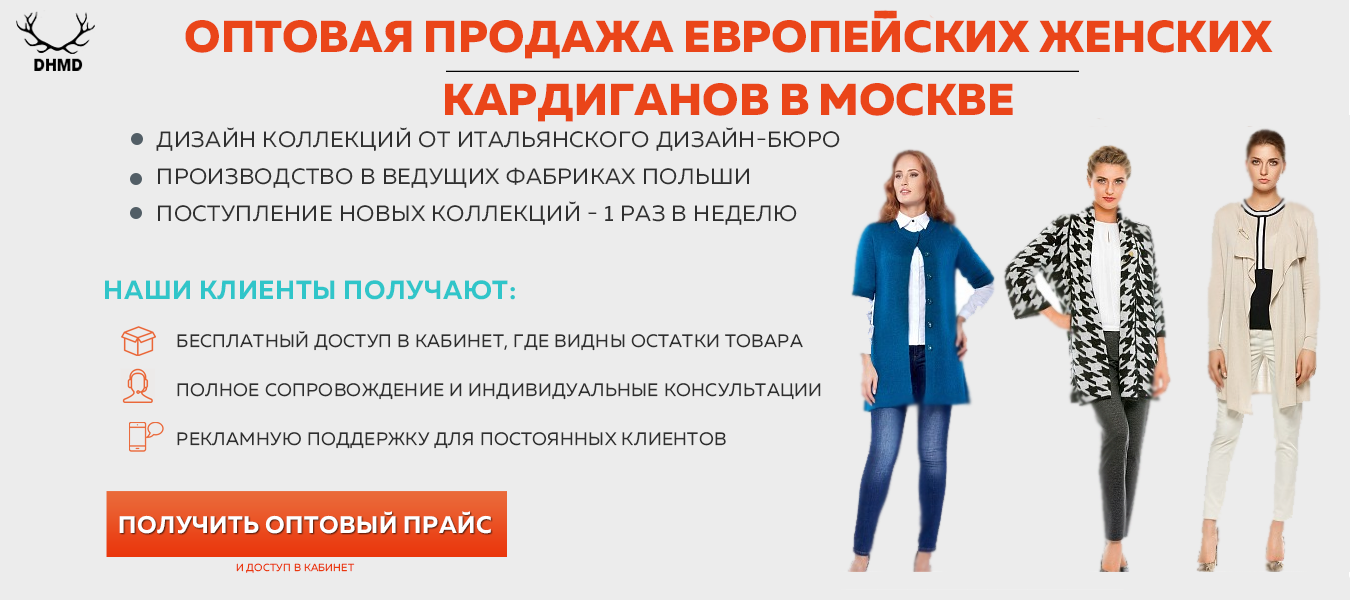 DHMD
ОПТОВАЯ ПРОДАЖА ЕВРОПЕЙСКИХ ЖЕНСКИХ
КАРДИГАНОВ В МОСКВЕ
ДИЗАЙН КОЛЛЕКЦИЙ ОТ ИТАЛЬЯНСКОГО ДИЗАЙН-БЮРО
ПРОИЗВОДСТВО В ВЕДУЩИХ ФАБРИКАХ ПОЛЬШИ
ПОСТУПЛЕНИЕ НОВЫХ КОЛЛЕКЦИЙ - 1 РАЗ В НЕДЕЛЮ
НАШИ КЛИЕНТЫ ПОЛУЧАЮТ:
БЕСПЛАТНЫЙ ДОСТУП В КАБИНЕТ, ГДЕ ВИДНЫ ОСТАТКИ ТОВАРА
ПОЛНОЕ СОПРОВОЖДЕНИЕ И ИНДИВИДУАЛЬНЫЕ КОНСУЛЬТАЦИИ
РЕКЛАМНУЮ ПОДДЕРЖКУ ДЛЯ ПОСТОЯННЫХ КЛИЕНТОВ
ПОЛУЧИТЬ ОПТОВЫЙ ПРАЙС
И ДОСТУП В КАБИНЕТ